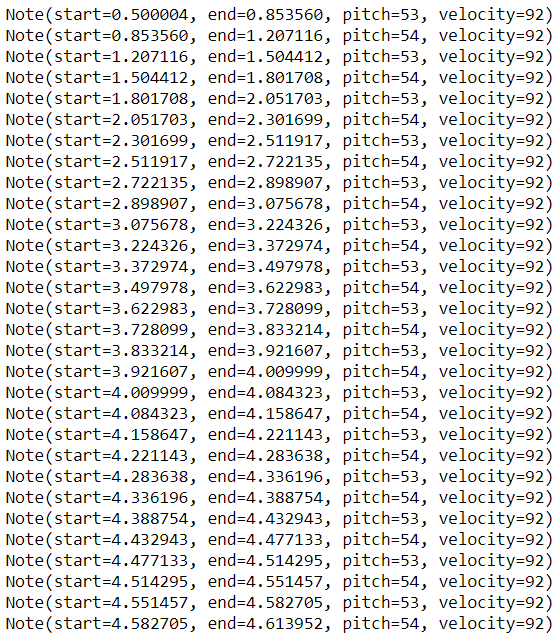 Note(start=0.500004, end=0.853560, pitch=53, velocity=92)
Note(start=0.853560, end=1.207116, pitch=54, velocity=92)
Note(start=1.207116, end=1.504412, pitch=53, velocity=92)
Note(start=1.504412, end=1.801708, pitch=54, velocity=92)
Note(start=1.801708, end=2.051703, pitch=53, velocity=92)
Note(start=2.051703, end=2.301699, pitch=54, velocity=92)
Note(start=2.301699, end=2.511917, pitch=53, velocity=92)
Note(start=2.511917, end=2.722135, pitch=54, velocity=92)
Note(start=2.722135, end=2.898907, pitch=53, velocity=92)
Note(start=2.898907, end=3.075678, pitch=54, velocity=92)
Note(start=3.075678, end=3.224326, pitch=53, velocity=92)
Note(start=3.224326, end=3.372974, pitch=54, velocity=92)
Note(start=3.372974, end=3.497978, pitch=53, velocity=92)
Note(start=3.497978, end=3.622983, pitch=54, velocity=92)
Note(start=3.622983, end=3.728099, pitch=53, velocity=92)
Note(start=3.728099, end=3.833214, pitch=54, velocity=92)
Note(start=3.833214, end=3.921607, pitch=53, velocity=92)
Note(start=3.921607, end=4.009999, pitch=54, velocity=92)
Note(start=4.009999, end=4.084323, pitch=53, velocity=92)
Note(start=4.084323, end=4.158647, pitch=54, velocity=92)
Note(start=4.158647, end=4.221143, pitch=53, velocity=92)
Note(start=4.221143, end=4.283638, pitch=54, velocity=92)
Note(start=4.283638, end=4.336196, pitch=53, velocity=92)
Note(start=4.336196, end=4.388754, pitch=54, velocity=92)
Note(start=4.388754, end=4.432943, pitch=53, velocity=92)
Note(start=4.432943, end=4.477133, pitch=54, velocity=92)
Note(start=4.477133, end=4.514295, pitch=53, velocity=92)
Note(start=4.514295, end=4.551457, pitch=54, velocity=92)
Note(start=4.551457, end=4.582705, pitch=53, velocity=92)
Note(start=4.582705, end=4.613952, pitch=54, velocity=92)